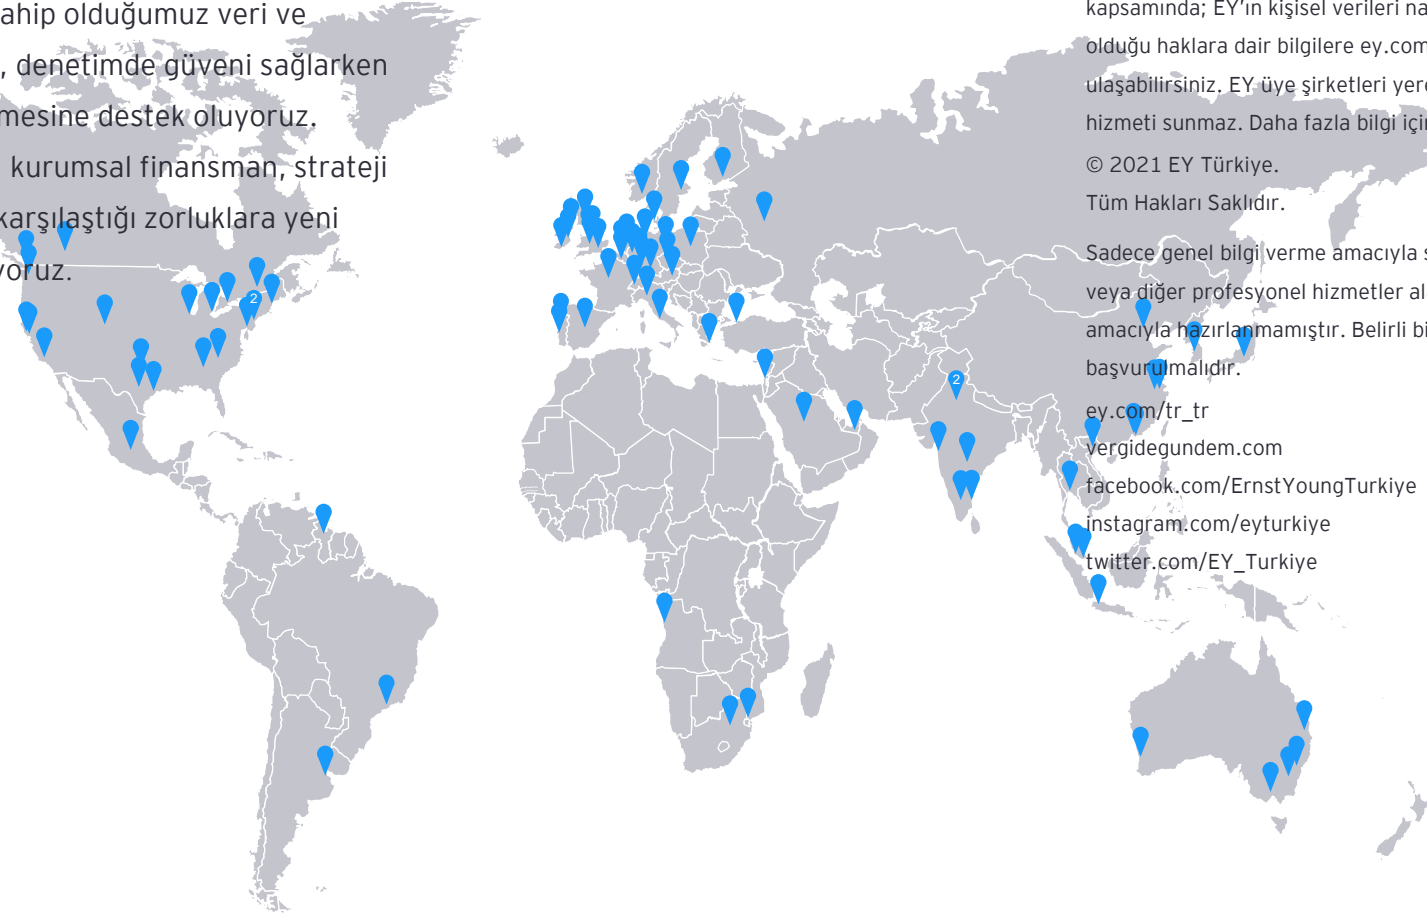 ahip olduğumuz veri ve
, denetimde güveni sağlarken
mesine destek oluyoruz.
kurumsal finansman, strateji
karşılaştığı zorluklara yeni
yoruz.
2
2
kapsamında; EY'ın kişisel verileri na
olduğu haklara dair bilgilere ey.com
ulaşabilirsiniz. EY üye şirketleri yere
hizmeti sunmaz. Daha fazla bilgi için
© 2021 EY Türkiye.
Tüm Hakları Saklıdır.
Sadece genel bilgi verme amacıyla s
veya diğer profesyonel hizmetler al
amacıyla hazırlanmamıştır. Belirli bi
başvurulmalıdır.
ey.com/tr_tr
vergidegundem.com
facebook.com/ErnstYoungTurkiye
instagram.com/eyturkiye
twitter.com/EY_Turkiye